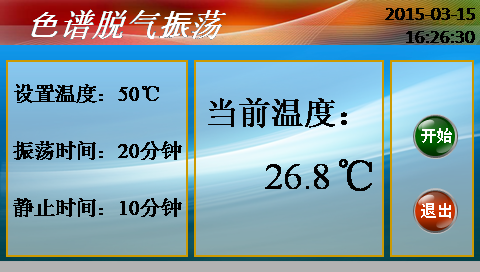 色谱脱气振荡
2015-03-15
16:26:30
设置温度：50℃
振荡时间：20分钟
静止时间：10分钟
当前温度：
26.8℃
开始
退出